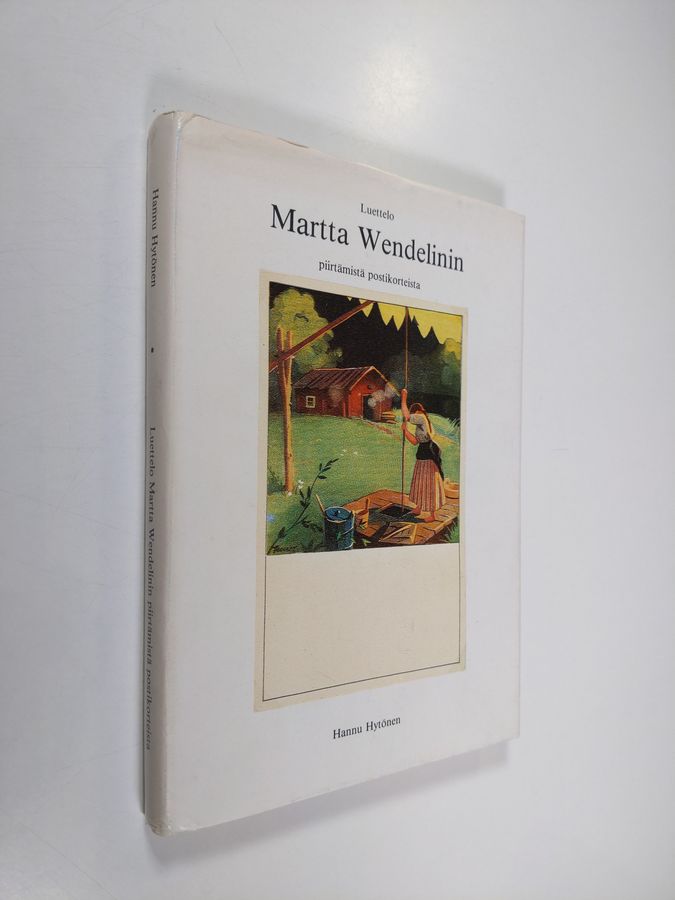 Luettelo
Martta Wendelinin
piirtämistä postikorteista
Hannu Hytönen
Hannu Hytönen • Luettelo Martta Wendelinin piirtämistä postikorteista